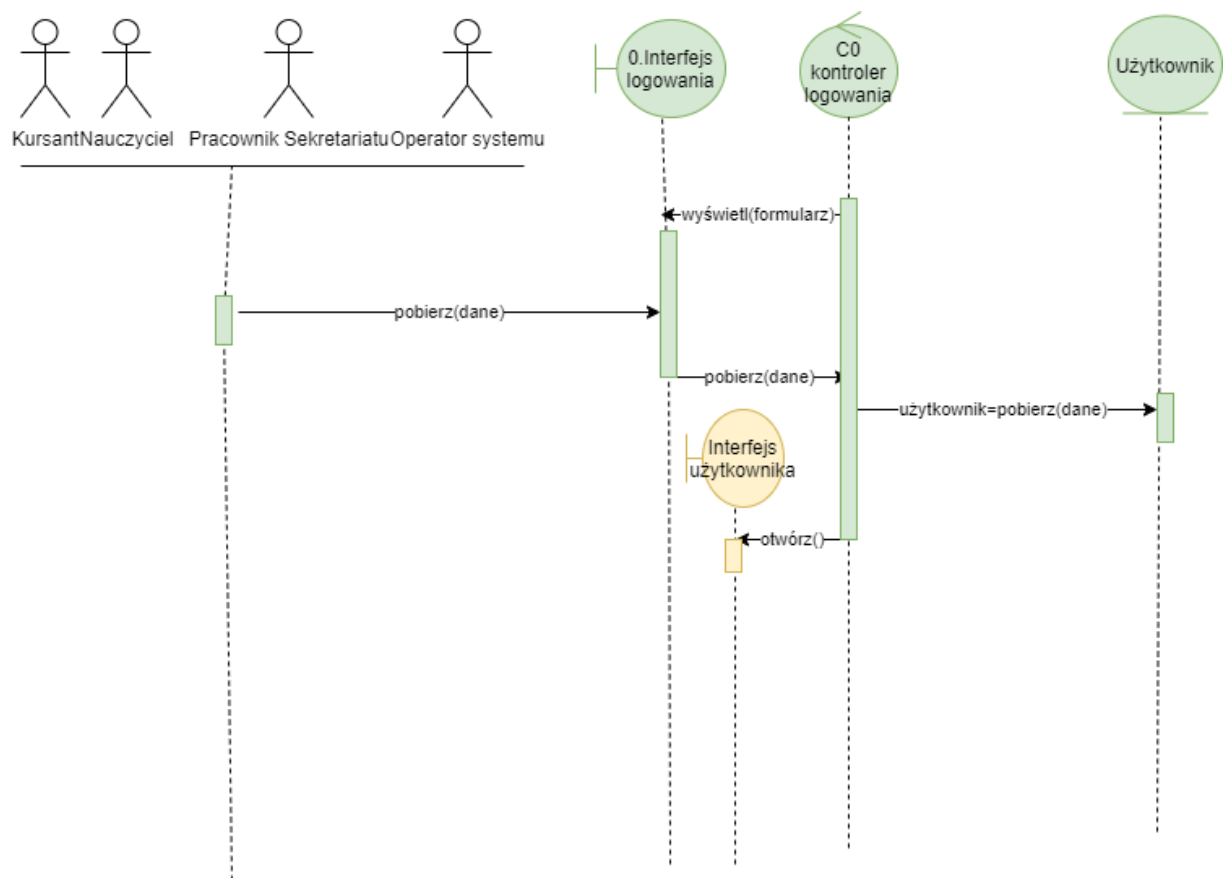 0.Interfejs
logowania
C0
kontroler
logowania
Użytkownik
Kursant
Nauczyciel
Pracownik Sekretariatu
Operator systemu
wyświetl(formularz)
pobierz(dane)
pobierz(dane)
użytkownik=pobierz(dane)
Interfejs
użytkownika
otwórz()